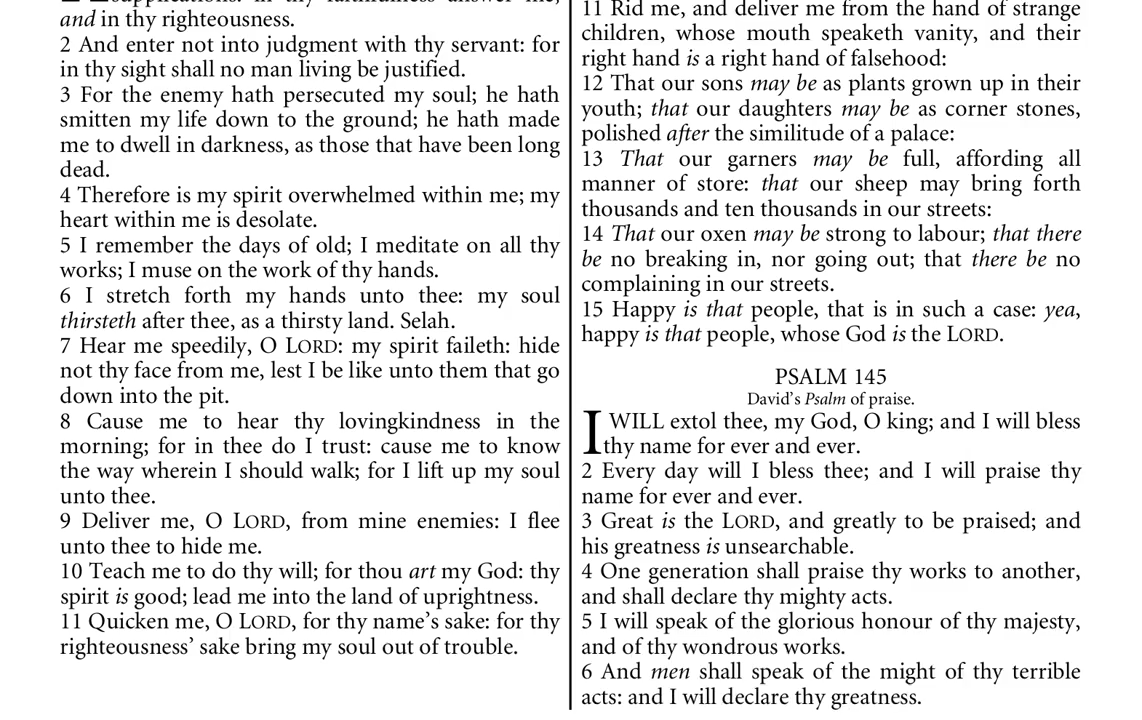 supplications: in thy faithfulness answer me,
and in thy righteousness.
2 And enter not into judgment with thy servant: for
in thy sight shall no man living be justified.
3 For the enemy hath persecuted my soul; he hath
smitten my life down to the ground; he hath made
me to dwell in darkness, as those that have been long
dead.
4 Therefore is my spirit overwhelmed within me; my
heart within me is desolate.
5 I remember the days of old; I meditate on all thy
works; I muse on the work of thy hands.
6 I stretch forth my hands unto thee: my soul
thirsteth after thee, as a thirsty land. Selah.
7 Hear me speedily, O LORD: my spirit faileth: hide
not thy face from me, lest I be like unto them that go
down into the pit.
8 Cause me to hear thy lovingkindness in the
morning; for in thee do I trust: cause me to know
the way wherein I should walk; for I lift up my soul
unto thee.
9 Deliver me, O LORD, from mine enemies: I flee
unto thee to hide me.
10 Teach me to do thy will; for thou art my God: thy
spirit is good; lead me into the land of uprightness.
11 Quicken me, O LORD, for thy name’s sake: for thy
righteousness’ sake bring my soul out of trouble.
11 Rid me, and deliver me from the hand of strange
children, whose mouth speaketh vanity, and their
right hand is a right hand of falsehood:
12 That our sons may be as plants grown up in their
youth; that our daughters may be as corner stones,
polished after the similitude of a palace:
13 That our garners may be full, affording all
manner of store: that our sheep may bring forth
thousands and ten thousands in our streets:
14 That our oxen may be strong to labour; that there
be no breaking in, nor going out; that there be no
complaining in our streets.
15 Happy is that people, that is in such a case: yea,
happy is that people, whose God is the LORD.
PSALM 145
David’s Psalm of praise.
I WILL extol thee, my God, O king; and I will bless
thy name for ever and ever.
2 Every day will I bless thee; and I will praise thy
name for ever and ever.
3 Great is the LORD, and greatly to be praised; and
his greatness is unsearchable.
4 One generation shall praise thy works to another,
and shall declare thy mighty acts.
5 I will speak of the glorious honour of thy majesty,
and of thy wondrous works.
6 And men shall speak of the might of thy terrible
acts: and I will declare thy greatness.